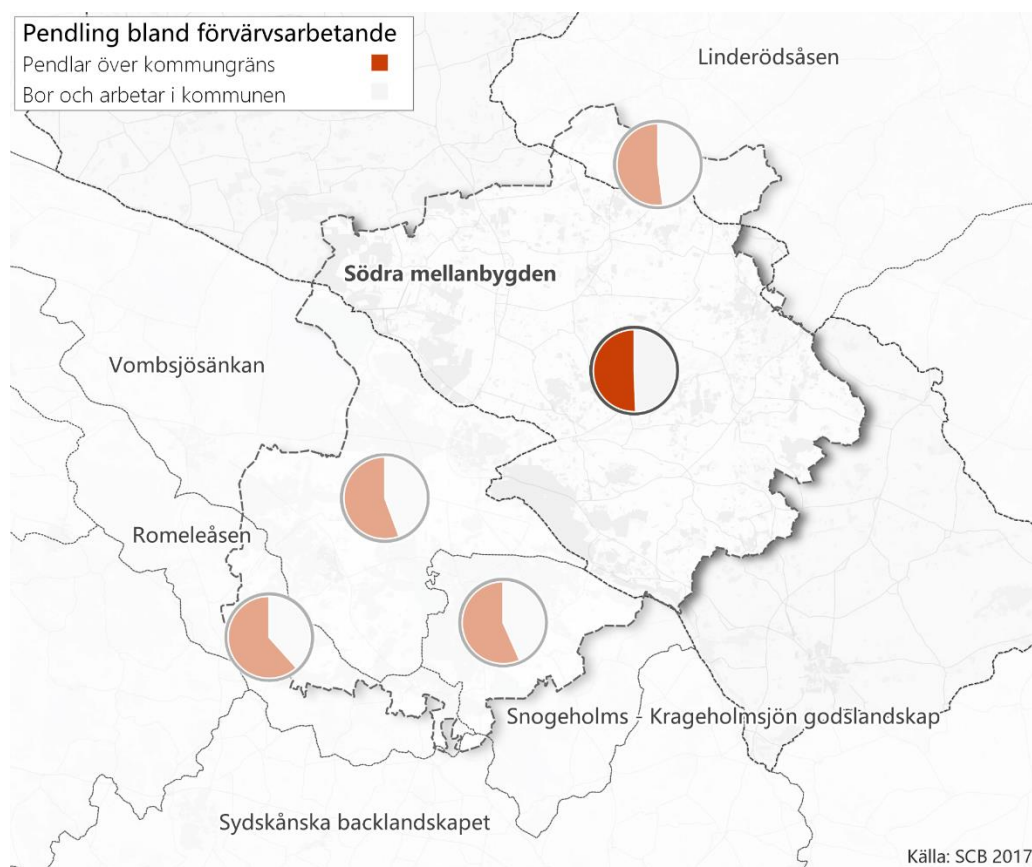 Pendling bland förvärvsarbetande
Pendlar över kommungräns
Bor och arbetar i kommunen
Linderödsåsen
Södra mellanbygden
Vombsjösänkan
Romeleåsen
Snogeholms - Krageholmsjön godslandskap
Sydskånska backlandskapet
Källa: SCB 2017